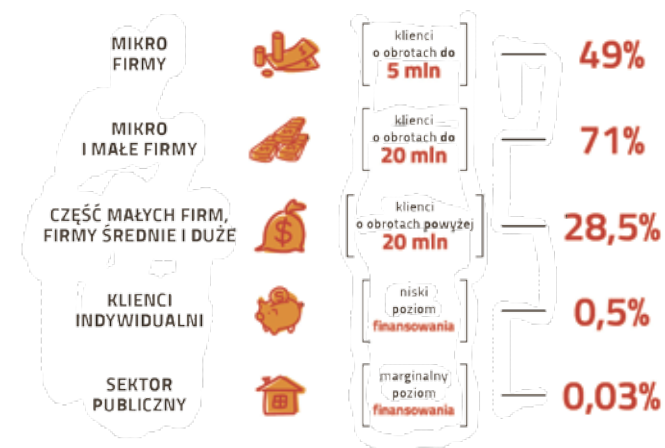 MIKRO
FIRMY
klienci
o obrotach do
5 mln
49%
MIKRO
I MAŁE FIRMY
klienci
o obrotach do
20 mln
71%
CZĘŚĆ MAŁYCH FIRM,
FIRMY ŚREDNIE I DUŻE
klienci
o obrotach powyżej
20 mln
28,5%
KLIENCI
INDYWIDUALNI
niski
poziom
finansowania
0,5%
SEKTOR
PUBLICZNY
marginalny
poziom
finansowania
0,03%